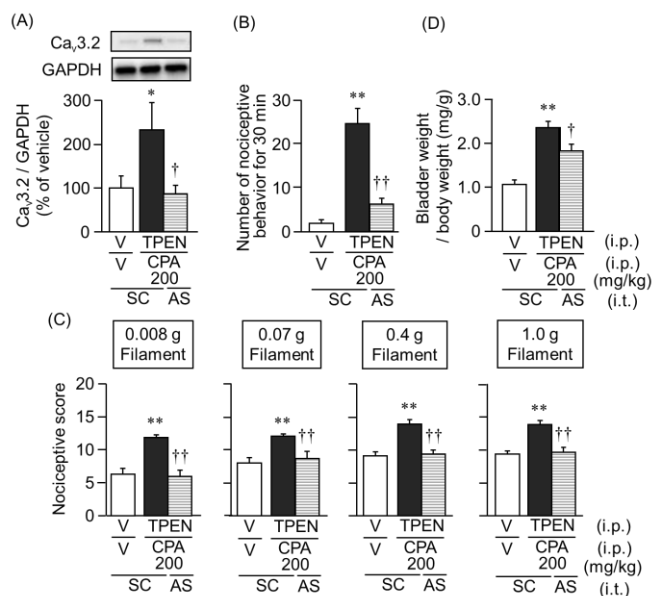 (A)
Cav3.2
GAPDH
Cav3.2 / GAPDH
(% of vehicle)
300
200
100
0
*
†
V TPEN
V CPA
200
SC AS
(B)
Number of nociceptive
behavior for 30 min
30
20
10
0
**
††
V TPEN
V CPA
200
SC AS
(D)
Bladder weight
/ body weight (mg/g)
3.0
2.0
1.0
0
**
†
V TPEN (i.p.)
V CPA (i.p.)
200 (mg/kg)
SC AS (i.t.)
(C)
0.008 g
Filament
0.07 g
Filament
0.4 g
Filament
1.0 g
Filament
Nociceptive score
20
15
10
5
0
**
††
**
††
**
††
**
††
V TPEN V TPEN V TPEN V TPEN (i.p.)
V CPA V CPA V CPA V CPA (i.p.)
200 200 200 200 (mg/kg)
SC AS SC AS SC AS SC AS (i.t.)